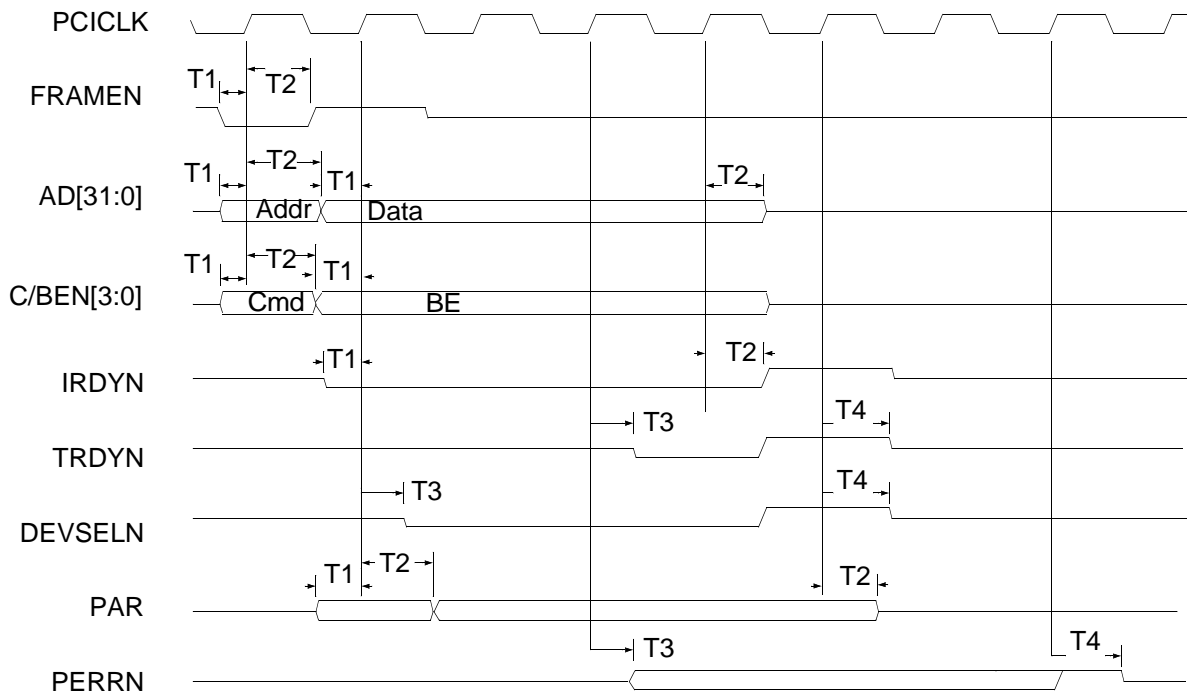 PCICLK
T1 T2
FRAMEN
T1 T2 T1 T2
AD[31:0]
Addr Data
T1 T2 T1
C/BEN[3:0]
Cmd BE
T1 T2
IRDYN
T3 T4
TRDYN
T3 T4
DEVSELN
T1 T2 T2
PAR
T3 T4
PERRN